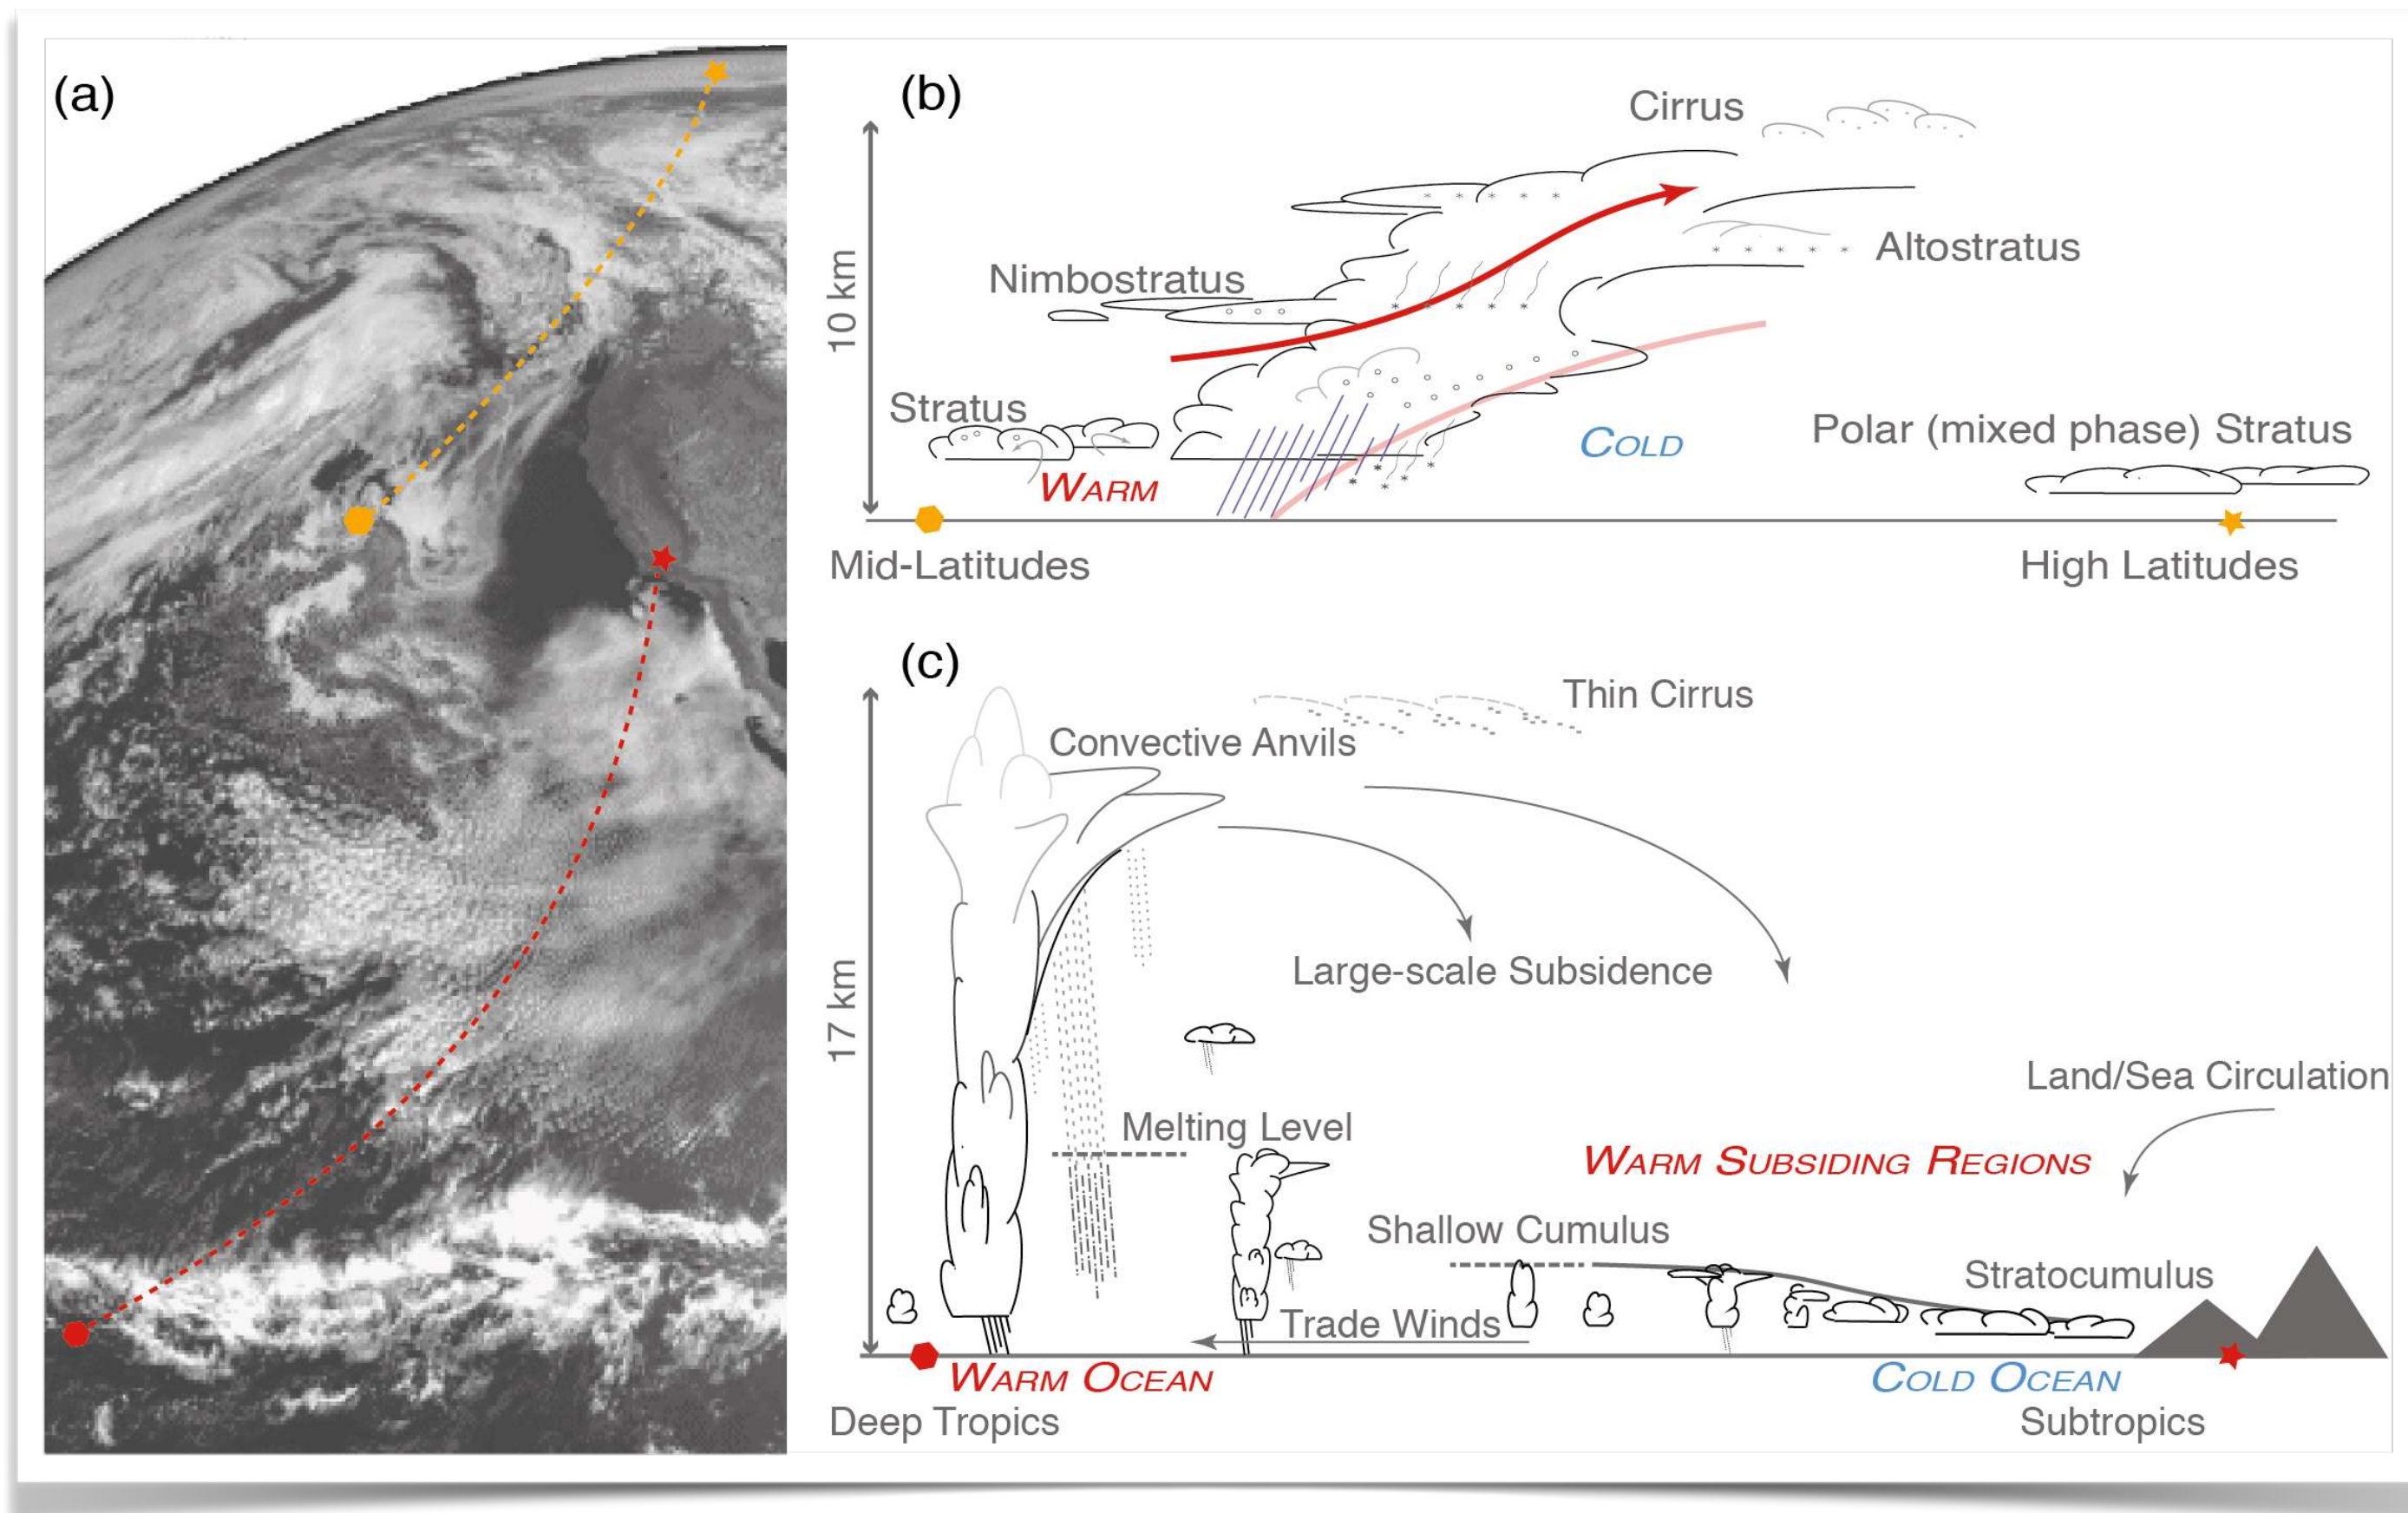 (a)
(b)
Cirrus
Altostratus
Nimbostratus
10 km
Stratus
WARM
COLD
Polar (mixed phase) Stratus
Mid-Latitudes
High Latitudes
(c)
Thin Cirrus
Convective Anvils
Large-scale Subsidence
17 km
Land/Sea Circulation
Melting Level
WARM SUBSIDING REGIONS
Shallow Cumulus
Stratocumulus
Trade Winds
WARM OCEAN
COLD OCEAN
Deep Tropics
Subtropics